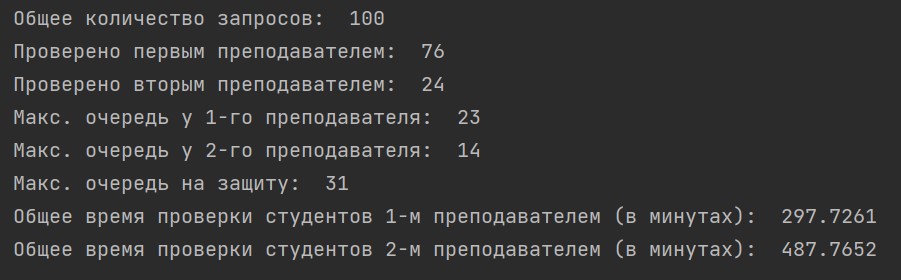 Общее количество запросов:  100
Проверено первым преподавателем:  76
Проверено вторым преподавателем:  24
Макс. очередь у 1-го преподавателя:  23
Макс. очередь у 2-го преподавателя:  14
Макс. очередь на защиту:  31
Общее время проверки студентов 1-м преподавателем (в минутах):  297.7261
Общее время проверки студентов 2-м преподавателем (в минутах):  487.7652